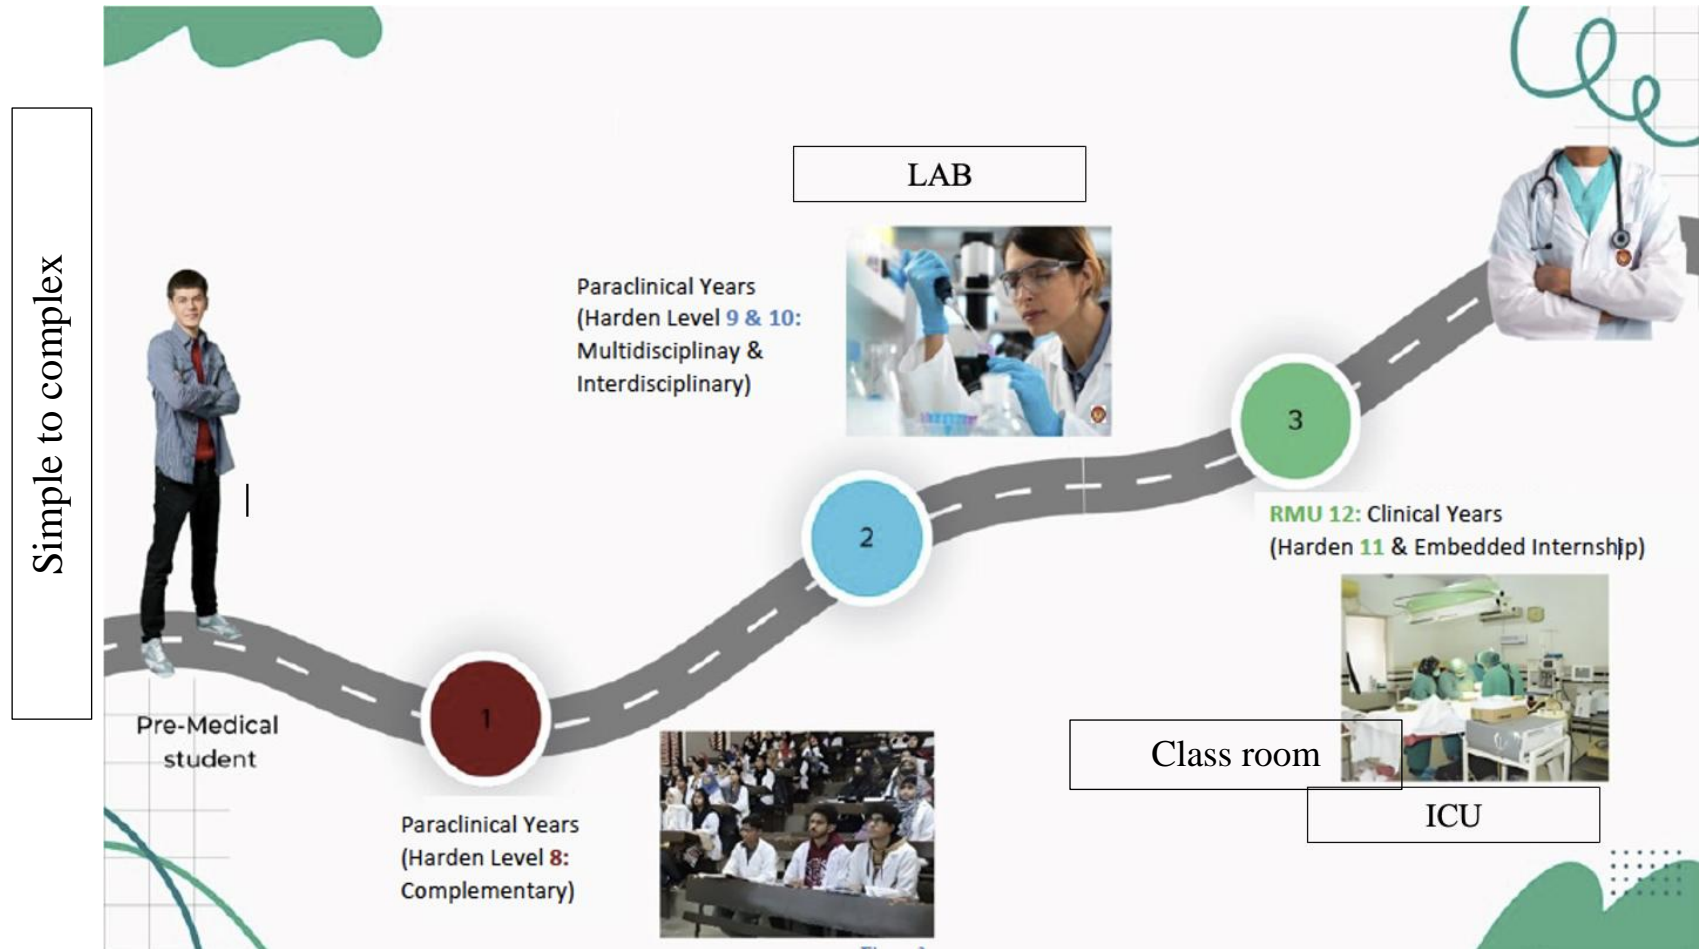 Simple to complex
Pre-Medical
student
1
Paraclinical Years
(Harden Level 8:
Complementary)
2
Paraclinical Years
(Harden Level 9 & 10:
Multidisciplinay &
Interdisciplinary)
LAB
3
RMU 12: Clinical Years
(Harden 11 & Embedded Internship)
Class room
ICU